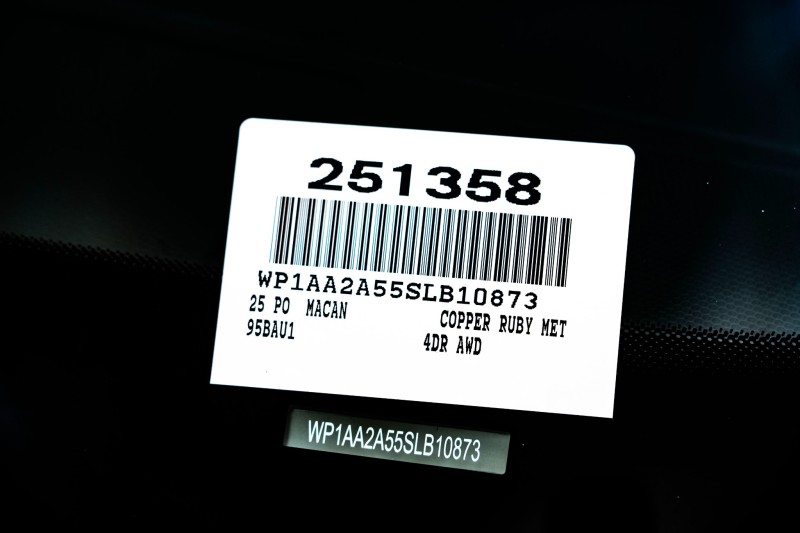 251358
WP1AA2A55SLB10873
25 PO MACAN COPPER RUBY MET
95BAU1 4DR AWD
WP1AA2A55SLB10873